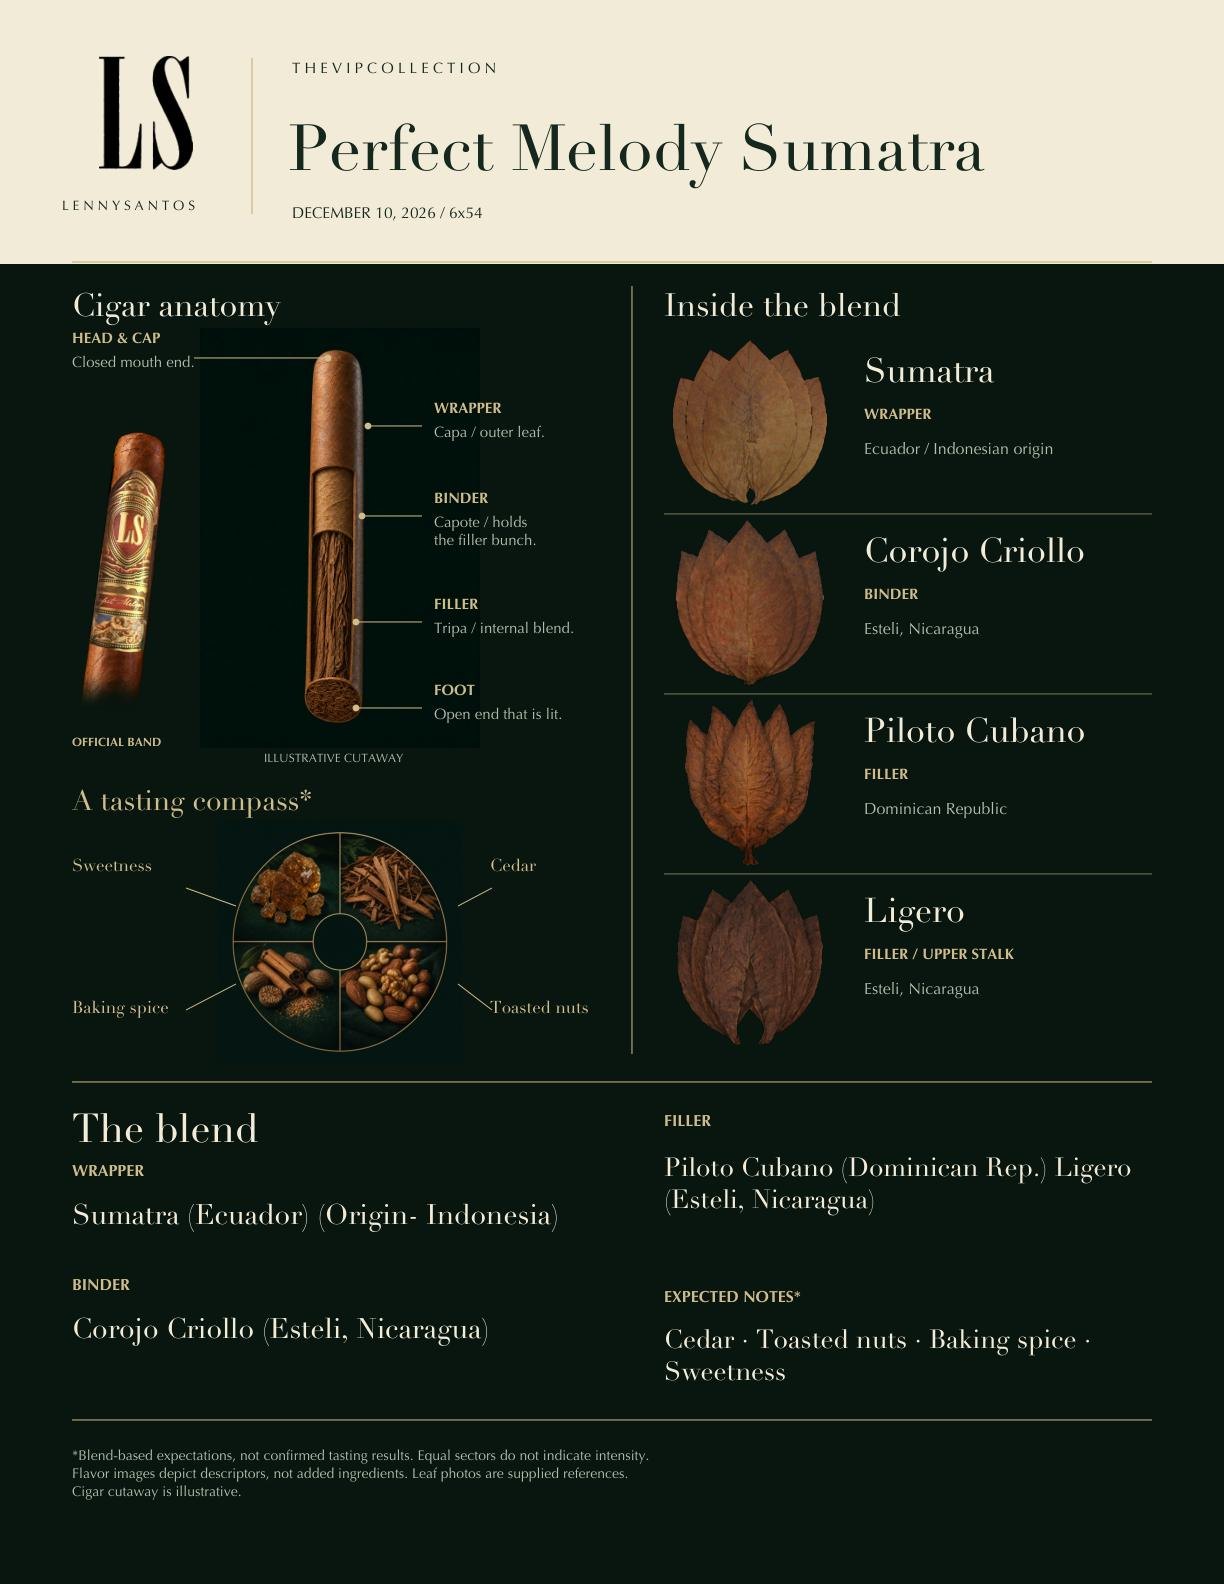 LS
LENNYSANTOS
THEVIPCOLLECTION
Perfect Melody Sumatra
DECEMBER 10, 2026 / 6x54
Cigar anatomy
HEAD & CAP
Closed mouth end.
WRAPPER
Capa / outer leaf.
BINDER
Capote / holds
the filler bunch.
FILLER
Tripa / internal blend.
FOOT
Open end that is lit.
LS
OFFICIAL BAND
ILLUSTRATIVE CUTAWAY
A tasting compass*
Sweetness
Cedar
Baking spice
Toasted nuts
Inside the blend
Sumatra
WRAPPER
Ecuador / Indonesian origin
Corojo Criollo
BINDER
Esteli, Nicaragua
Piloto Cubano
FILLER
Dominican Republic
Ligero
FILLER / UPPER STALK
Esteli, Nicaragua
The blend
WRAPPER
Sumatra (Ecuador) (Origin- Indonesia)
BINDER
Corojo Criollo (Esteli, Nicaragua)
FILLER
Piloto Cubano (Dominican Rep.) Ligero
(Esteli, Nicaragua)
EXPECTED NOTES*
Cedar · Toasted nuts · Baking spice ·
Sweetness
*Blend-based expectations, not confirmed tasting results. Equal sectors do not indicate intensity.
Flavor images depict descriptors, not added ingredients. Leaf photos are supplied references.
Cigar cutaway is illustrative.